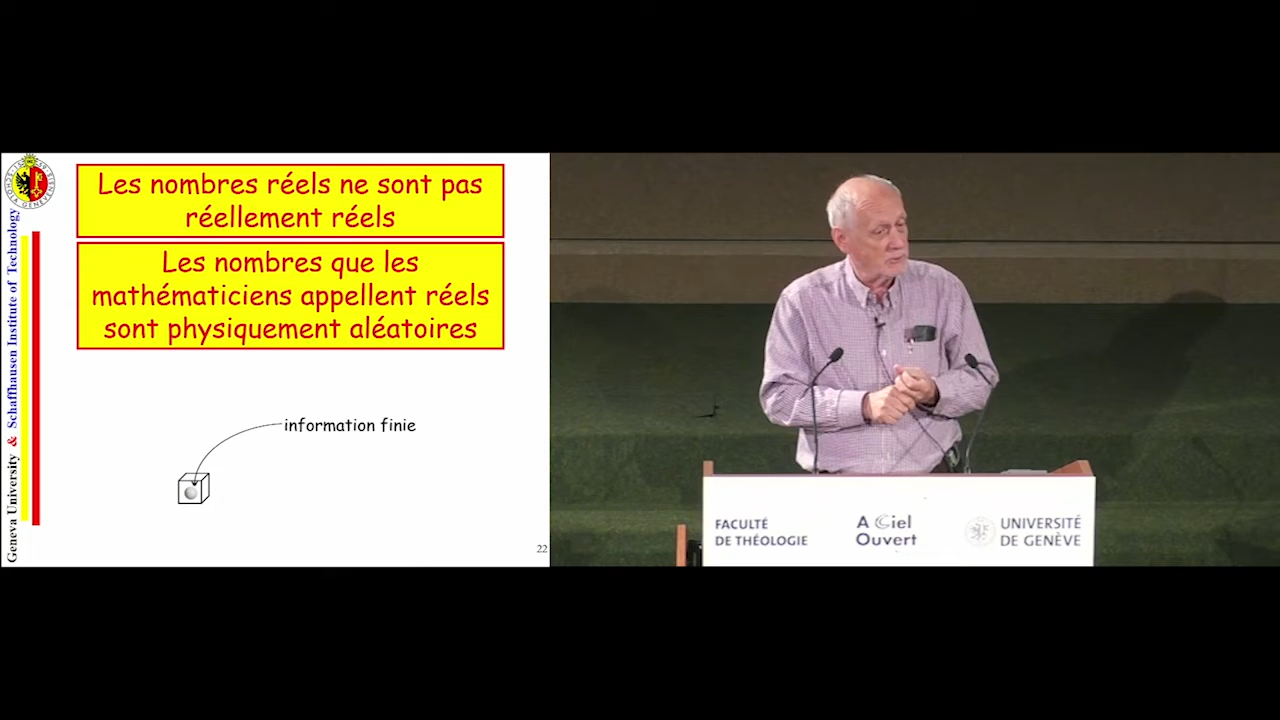 Les nombres réels ne sont pas
réellement réels
Les nombres que les
mathématiciens appellent réels
sont physiquement aléatoires
information finie
22
Geneva University & Schaffhausen Institute of Technology
FACULTÉ
DE THÉOLOGIE
A Ciel
Ouvert
UNIVERSITÉ
DE GENÈVE